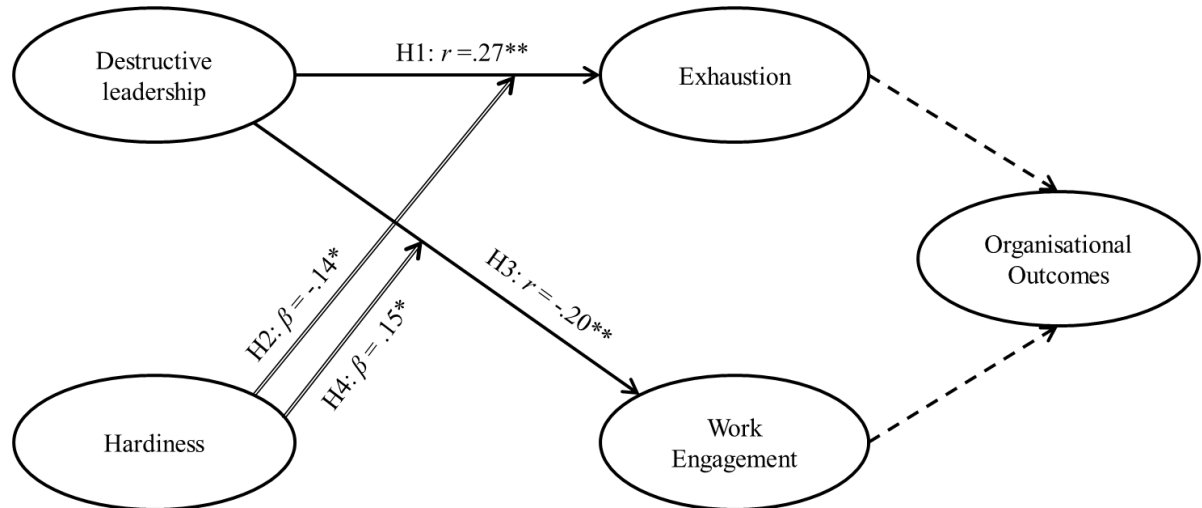 Destructive
leadership
H1: r =.27**
Exhaustion
Organisational
Outcomes
H2: β = -.14*
H4: β = .15*
H3: r = -.20**
Hardiness
Work
Engagement